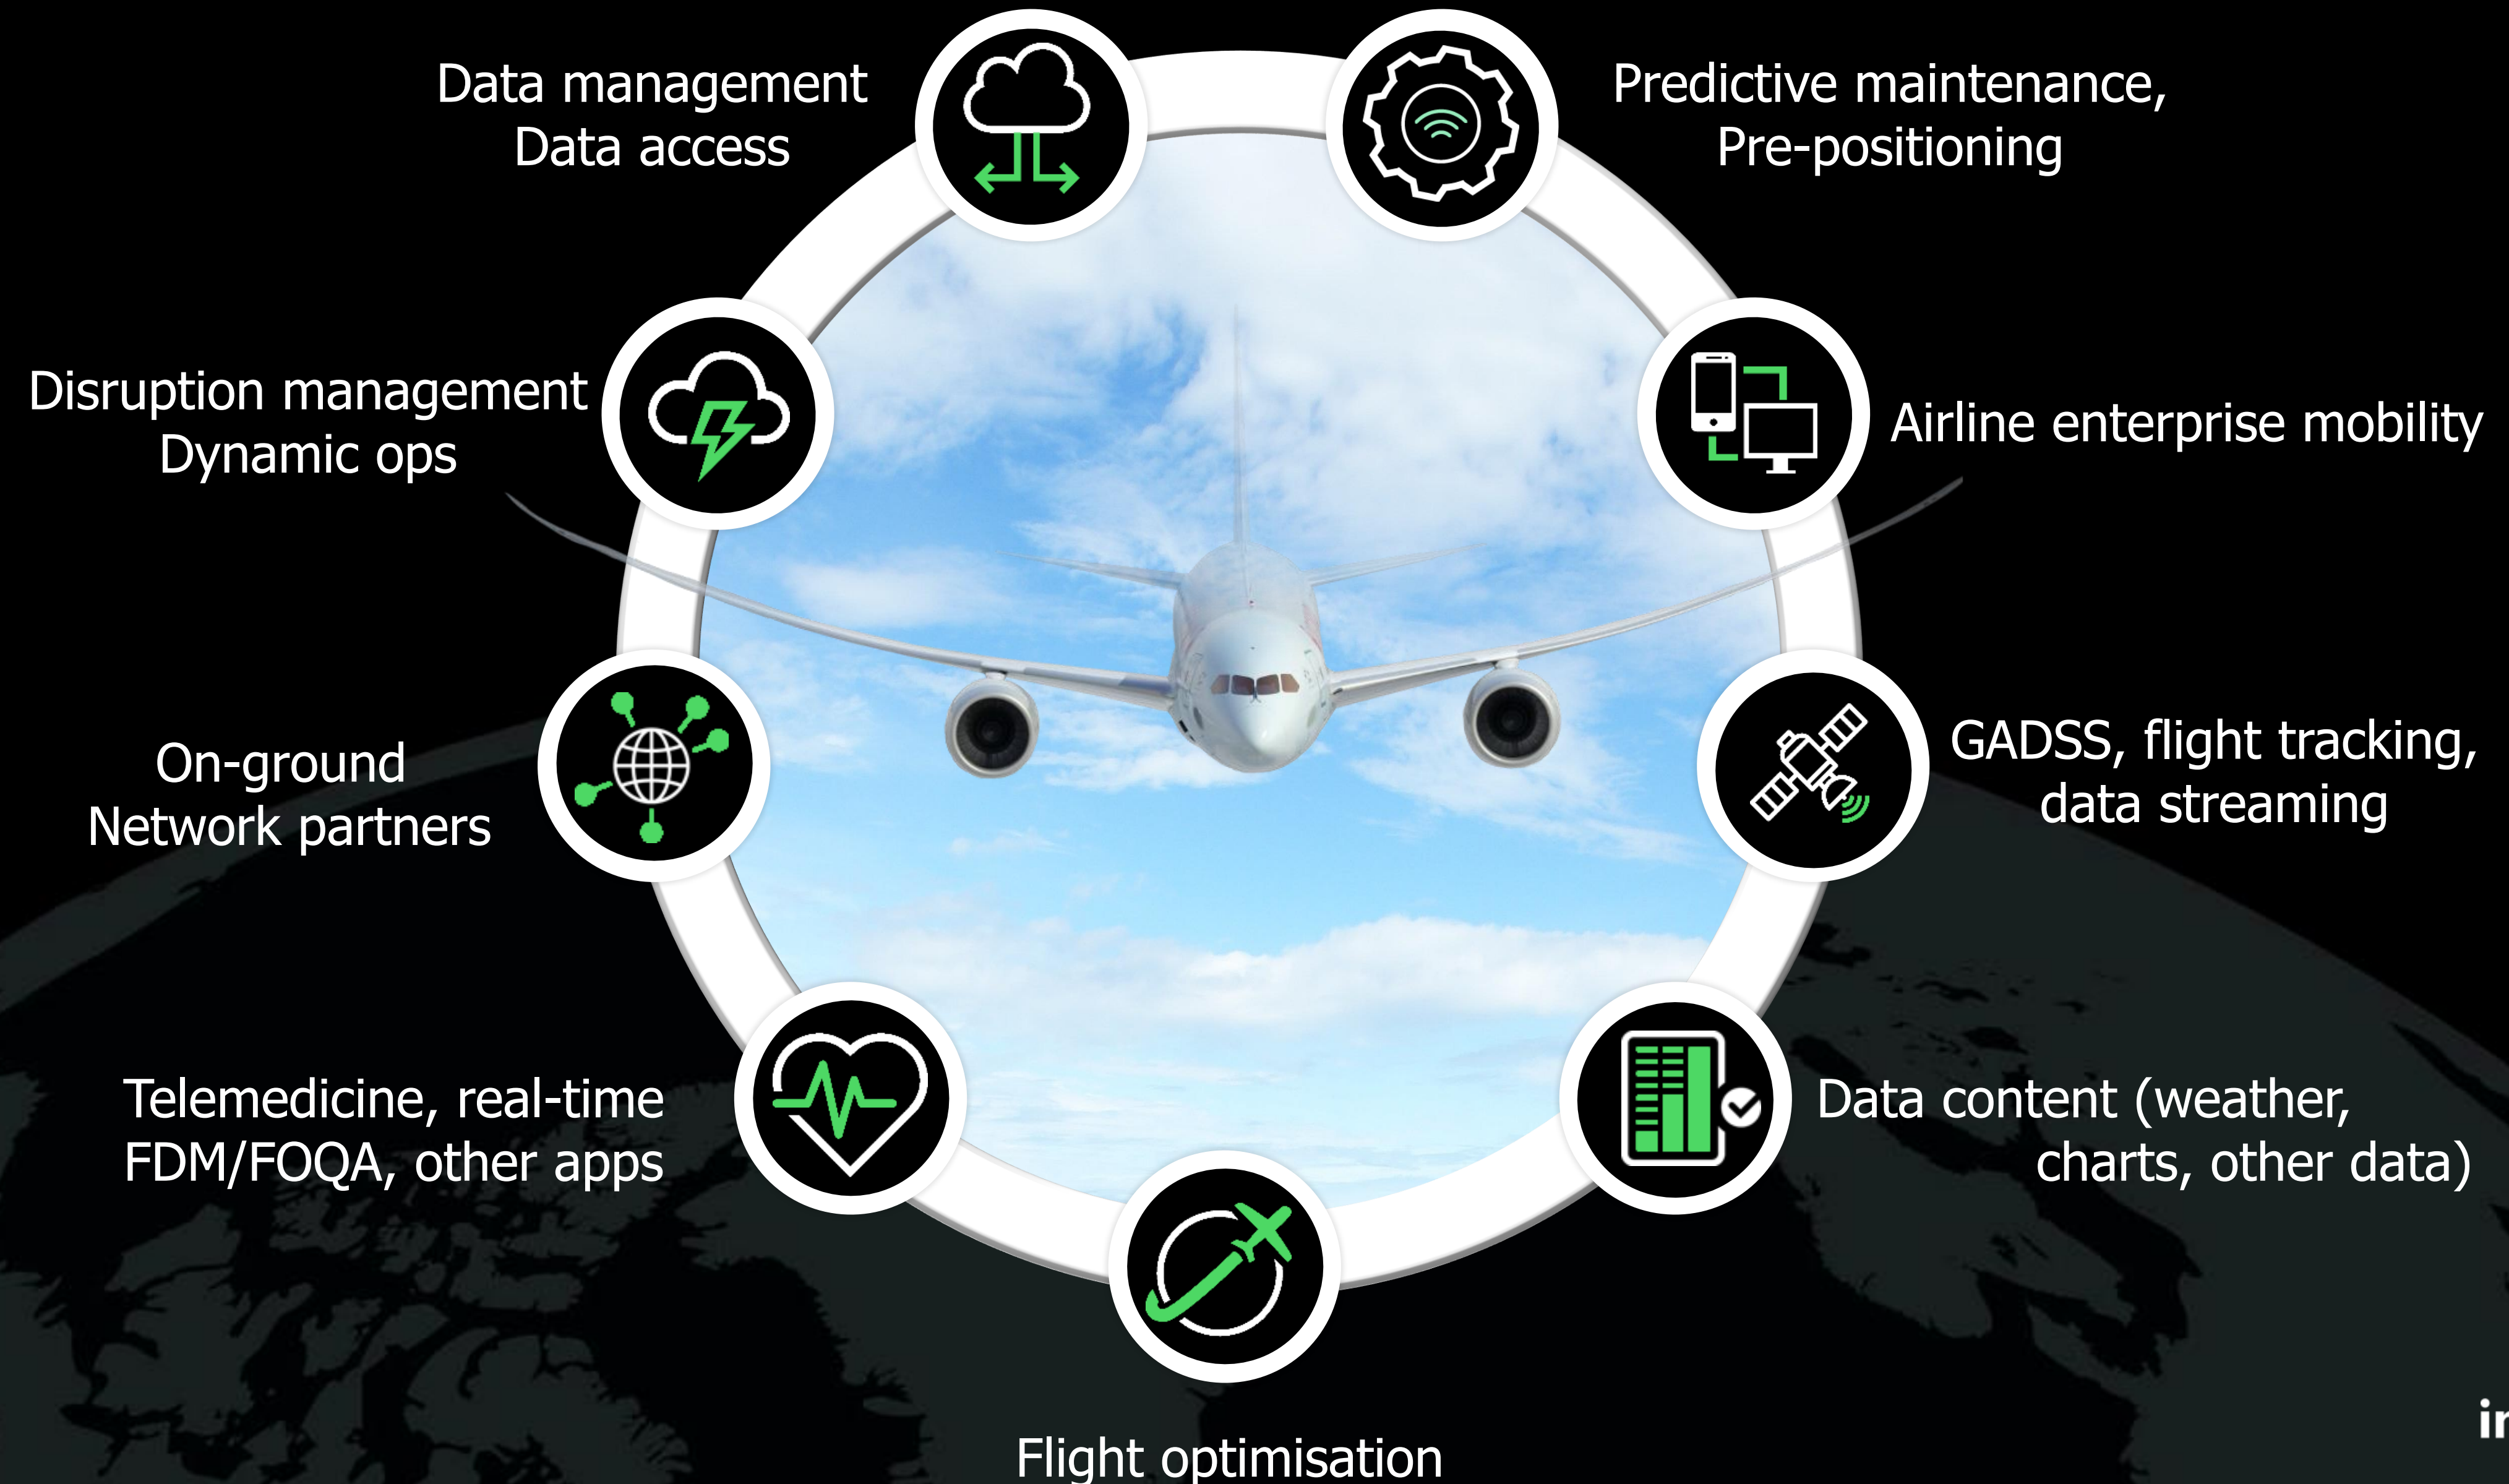 Data management
Data access
Predictive maintenance,
Pre-positioning
Disruption management
Dynamic ops
Airline enterprise mobility
On-ground
Network partners
GADSS, flight tracking,
data streaming
Telemedicine, real-time
FDM/FOQA, other apps
Data content (weather,
charts, other data)
Flight optimisation